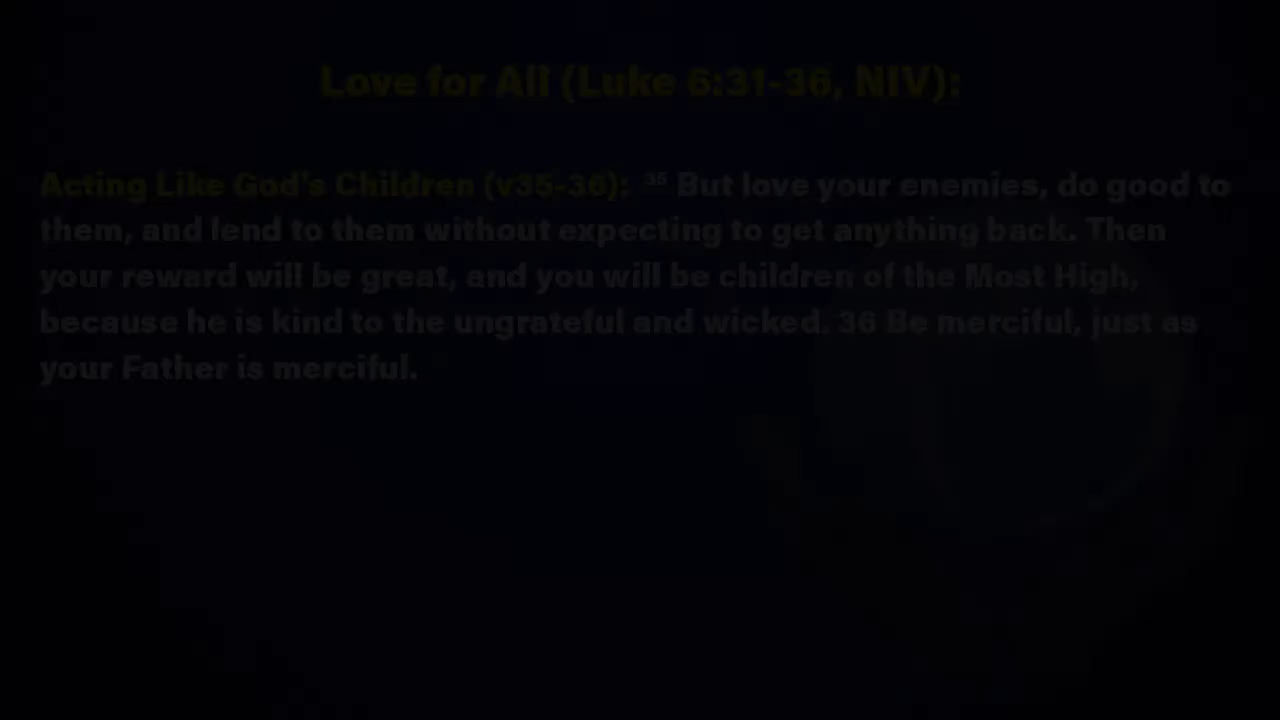 Love for All (Luke 6:31-36, NIV):
Acting Like God's Children (v35-36): ³⁵ But love your enemies, do good to
them, and lend to them without expecting to get anything back. Then
your reward will be great, and you will be children of the Most High,
because he is kind to the ungrateful and wicked. 36 Be merciful, just as
your Father is merciful.